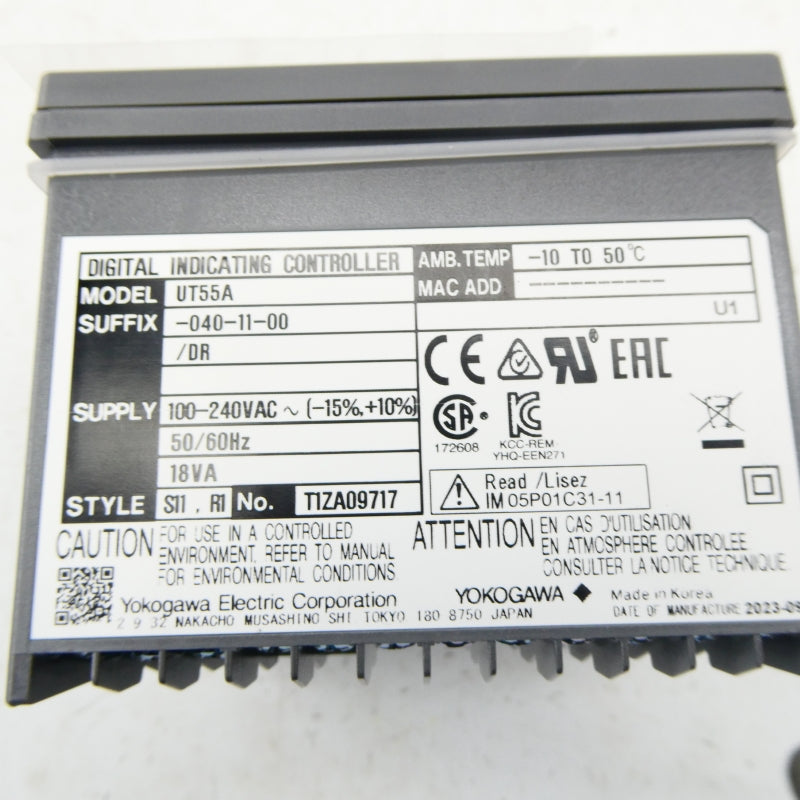 DIGITAL INDICATING CONTROLLER
MODEL UT55A
SUFFIX -040-11-00
/DR
SUPPLY 100-240VAC ~ (-15%,+10%)
50/60Hz
18VA
STYLE S11 , R1 No. T1ZA09717
AMB.TEMP -10 TO 50°C
MAC ADD ----------
U1
CE UR ® EAC
SA ® KC
172608 KCC-REM
YHQ-EEN271
Read /Lisez
IM 05P01C31-11
CAUTION FOR USE IN A CONTROLLED
ENVIRONMENT. REFER TO MANUAL
FOR ENVIRONMENTAL CONDITIONS
ATTENTION EN CAS D'UTILISATION
EN ATMOSPHERE CONTROLEE
CONSULTER LA NOTICE TECHNIQUE.
Yokogawa Electric Corporation
2 9 32 NAKACHO MUSASHINO SHI TOKYO 180 8750 JAPAN
YOKOGAWA ◆ Made in Korea
DATE OF MANUFACTURE 2023-